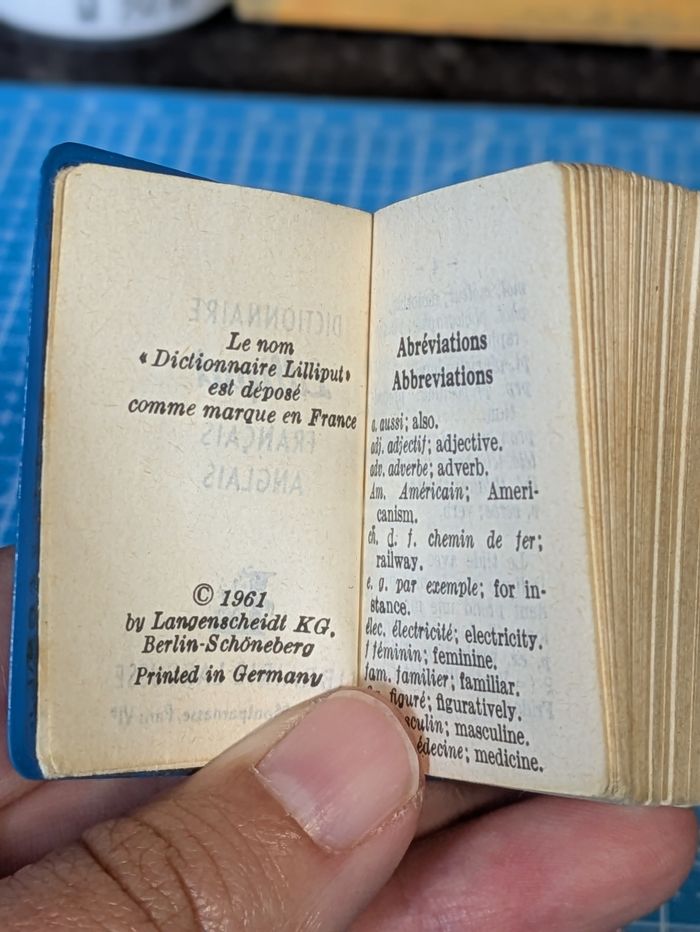 Le nom
« Dictionnaire Lilliput»
est déposé
comme marque en France
© 1961
by Langenscheidt KG.
Berlin-Schöneberg
Printed in Germany
Abréviations
Abbreviations
a. aussi; also.
adj. adjectif; adjective.
adv. adverbe; adverb.
Am. Américain; Ameri-
canism.
ch. d. f. chemin de fer;
railway.
e. g. par exemple; for in-
stance.
élec. électricité; electricity.
f féminin; feminine.
fam. familier; familiar.
figuré; figuratively.
masculine.
medicine.